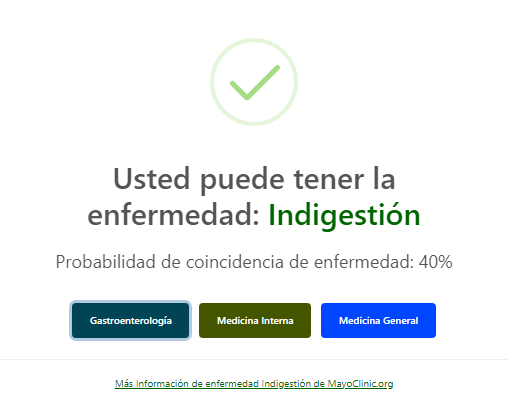 Usted puede tener la
enfermedad: Indigestión
Probabilidad de coincidencia de enfermedad: 40%
Gastroenterología Medicina Interna Medicina General
Más Información de enfermedad Indigestión de MayoClinic.org